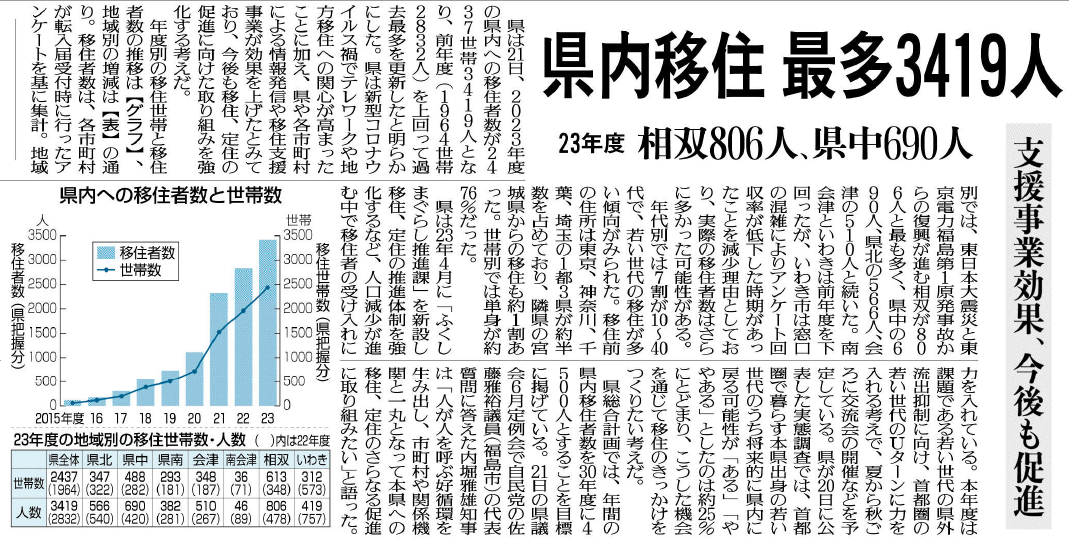 県内移住 最多3419人
23年度 相双806人、県中690人
支援事業効果、今後も促進
県は21日、2023年度
の県内への移住者数が24
37世帯3419人とな
り、前年度（1964世帯
2832人）を上回って過
去最多を更新したと明らか
にした。県は新型コロナウ
イルス禍でテレワークや地
方移住への関心が高まった
ことに加え、県や各市町村
による情報発信や移住支援
事業が効果を上げたとみて
おり、今後も移住、定住の
促進に向けた取り組みを強
化する考えだ。
年度別の移住世帯と移住
者数の推移は【グラフ】、
地域別の増減は【表】の通
り。移住者数は、各市町村
が転入届受付時に行ったア
ンケートを基に集計。地域
別では、東日本大震災と東
京電力福島第1原発事故か
らの復興が進む相双が80
6人と最も多く、県中の6
90人、県北の566人、会
津の510人と続いた。南
会津といわきは前年度を下
回ったが、いわき市は窓口
の混雑によりアンケート回
収率が低下した時期があっ
たことを減少理由としてお
り、実際の移住者数はさら
に多かった可能性がある。
年代別では7割が10〜40
代で、若い世代の移住が多
い傾向がみられた。移住前
の住所は東京、神奈川、千
葉、埼玉の1都3県が約半
数を占めており、隣県の宮
城県からの移住も約1割あ
った。世帯別では単身が約
76%だった。
県は23年4月に「ふくし
まぐらし推進課」を新設し
移住、定住の推進体制を強
化するなど、人口減少が進
む中で移住者の受け入れに
力を入れている。本年度は
課題である若い世代の県外
流出抑制に向け、首都圏の
若い世代のUターンに力を
入れる考えで、夏から秋ご
ろに交流会の開催などを予
定している。県が20日に公
表した実態調査では、首都
圏で暮らす本県出身の若い
世代のうち将来的に県内に
戻る可能性が「ある」「や
やある」としたのは約25%
にとどまり、こうした機会
を通じて移住のきっかけを
つくりたい考えだ。
県総合計画では、年間の
県内移住者数を30年度に4
500人とすることを目標
に掲げている。21日の県議
会6月定例会で自民党の佐
藤雅裕議員（福島市）の代表
質問に答えた内堀雅雄知事
は「人が人を呼ぶ好循環を
生み出し、市町村や関係機
関と一丸となって本県への
移住、定住のさらなる促進
に取り組みたい」と語った。
県内への移住者数と世帯数
人 世帯
移住者数（県把握分）
移住世帯数（県把握分）
移住者数
世帯数
3500 3500
3000 3000
2500 2500
2000 2000
1500 1500
1000 1000
500 500
0 0
2015年度 16 17 18 19 20 21 22 23
23年度の地域別の移住世帯数・人数 （ ）内は22年度
県全体 県北 県中 県南 会津 南会津 相双 いわき
世帯数 2437 347 488 293 348 36 613 312
(1964) (322) (282) (181) (187) (71) (348) (573)
人数 3419 566 690 382 510 46 806 419
(2832) (540) (420) (281) (267) (89) (478) (757)